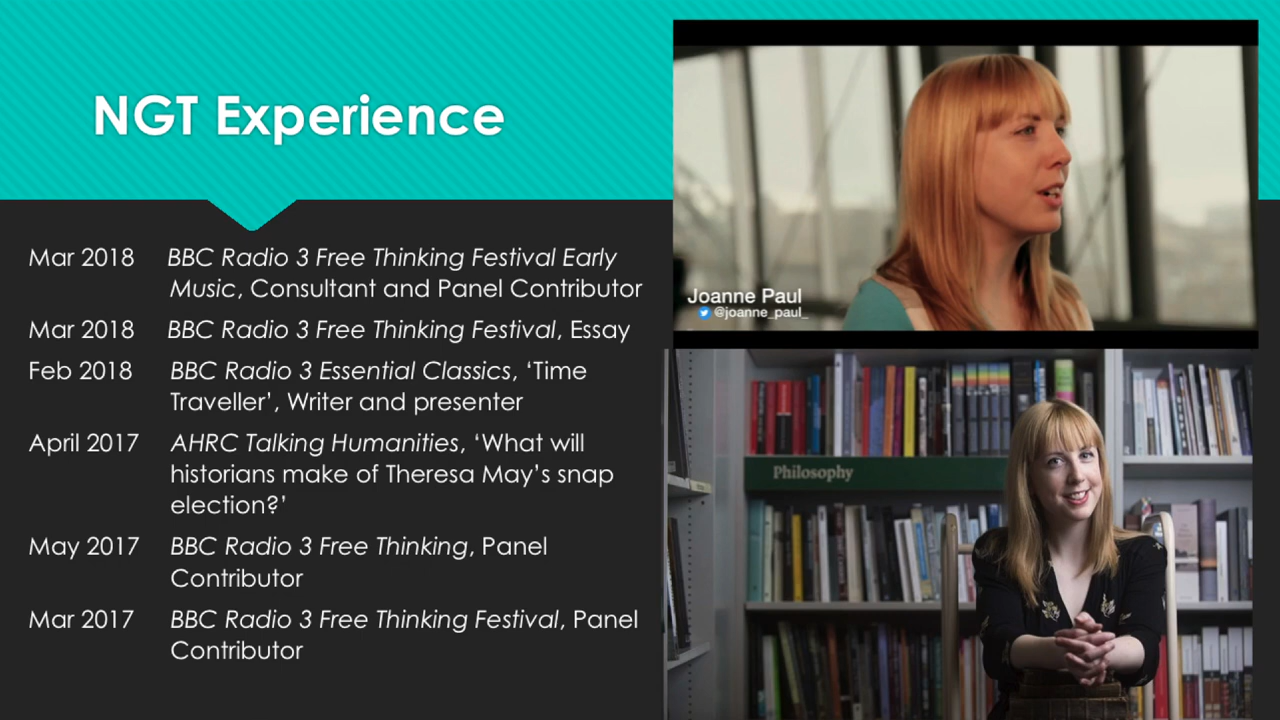 NGT Experience
Mar 2018 BBC Radio 3 Free Thinking Festival Early
Music, Consultant and Panel Contributor
Mar 2018 BBC Radio 3 Free Thinking Festival, Essay
Feb 2018 BBC Radio 3 Essential Classics, ‘Time
Traveller’, Writer and presenter
April 2017 AHRC Talking Humanities, ‘What will
historians make of Theresa May’s snap
election?’
May 2017 BBC Radio 3 Free Thinking, Panel
Contributor
Mar 2017 BBC Radio 3 Free Thinking Festival, Panel
Contributor
Joanne Paul
@joanne_paul_
Philosophy